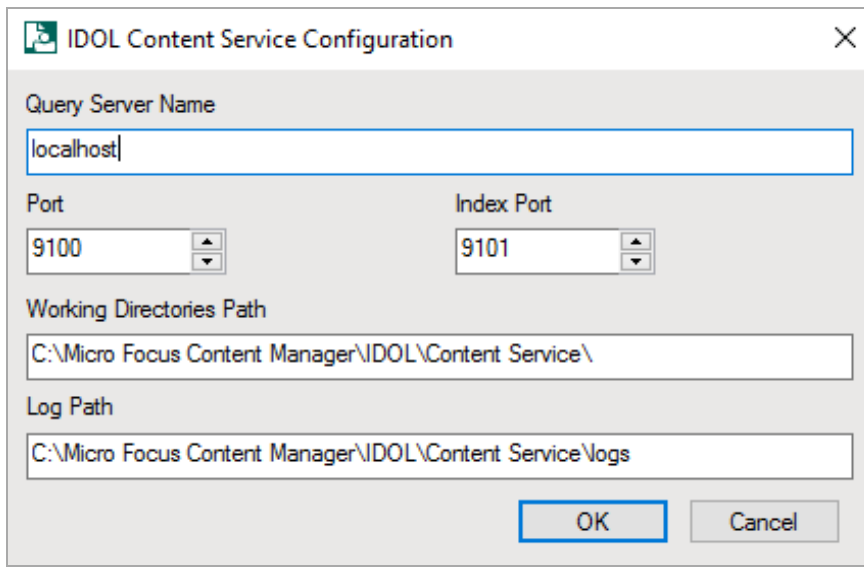 IDOL Content Service Configuration
Query Server Name
localhost
Port Index Port
9100 9101
Working Directories Path
C:\Micro Focus Content Manager\IDOL\Content Service\
Log Path
C:\Micro Focus Content Manager\IDOL\Content Service\logs
OK Cancel